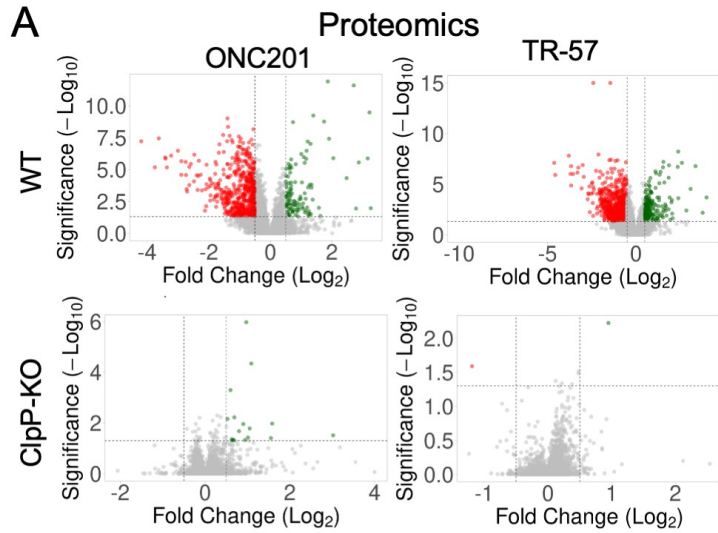 A
Proteomics
ONC201
TR-57
WT
Significance (−Log10)
10.0
7.5
5.0
2.5
0.0
-4
-2
0
2
Fold Change (Log2)
Significance (−Log10)
15
10
5
0
-10
-5
0
Fold Change (Log2)
ClpP-KO
Significance (−Log10)
6
4
2
0
-2
0
2
4
Fold Change (Log2)
Significance (−Log10)
2.0
1.5
1.0
0.5
0.0
-1
0
1
2
Fold Change (Log2)